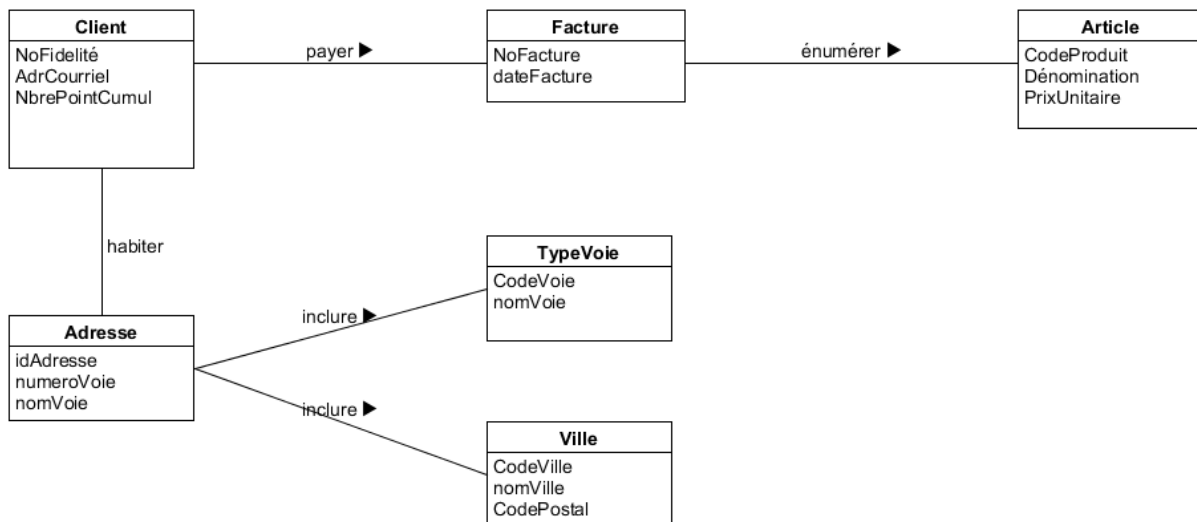 Client
NoFidelité
AdrCourriel
NbrePointCumul
payer
Facture
NoFacture
dateFacture
énumérer
Article
CodeProduit
Dénomination
PrixUnitaire
habiter
Adresse
idAdresse
numeroVoie
nomVoie
inclure
TypeVoie
CodeVoie
nomVoie
inclure
Ville
CodeVille
nomVille
CodePostal